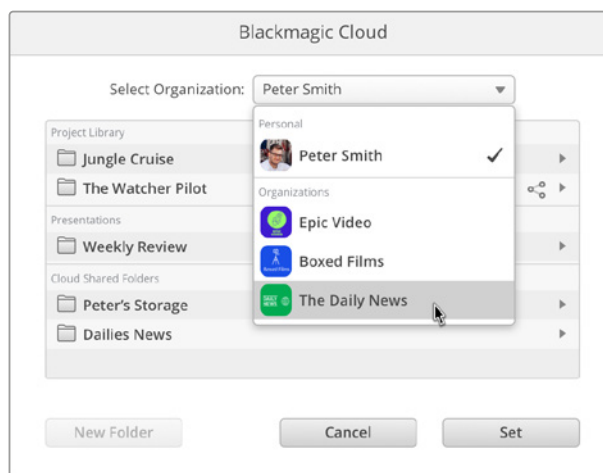 Blackmagic Cloud
Select Organization: Peter Smith
Project Library
Jungle Cruise
The Watcher Pilot
Presentations
Weekly Review
Cloud Shared Folders
Peter's Storage
Dailies News
Personal
Peter Smith
Organizations
Epic Video
Boxed Films
DAILY NEWS
The Daily News
New Folder
Cancel
Set